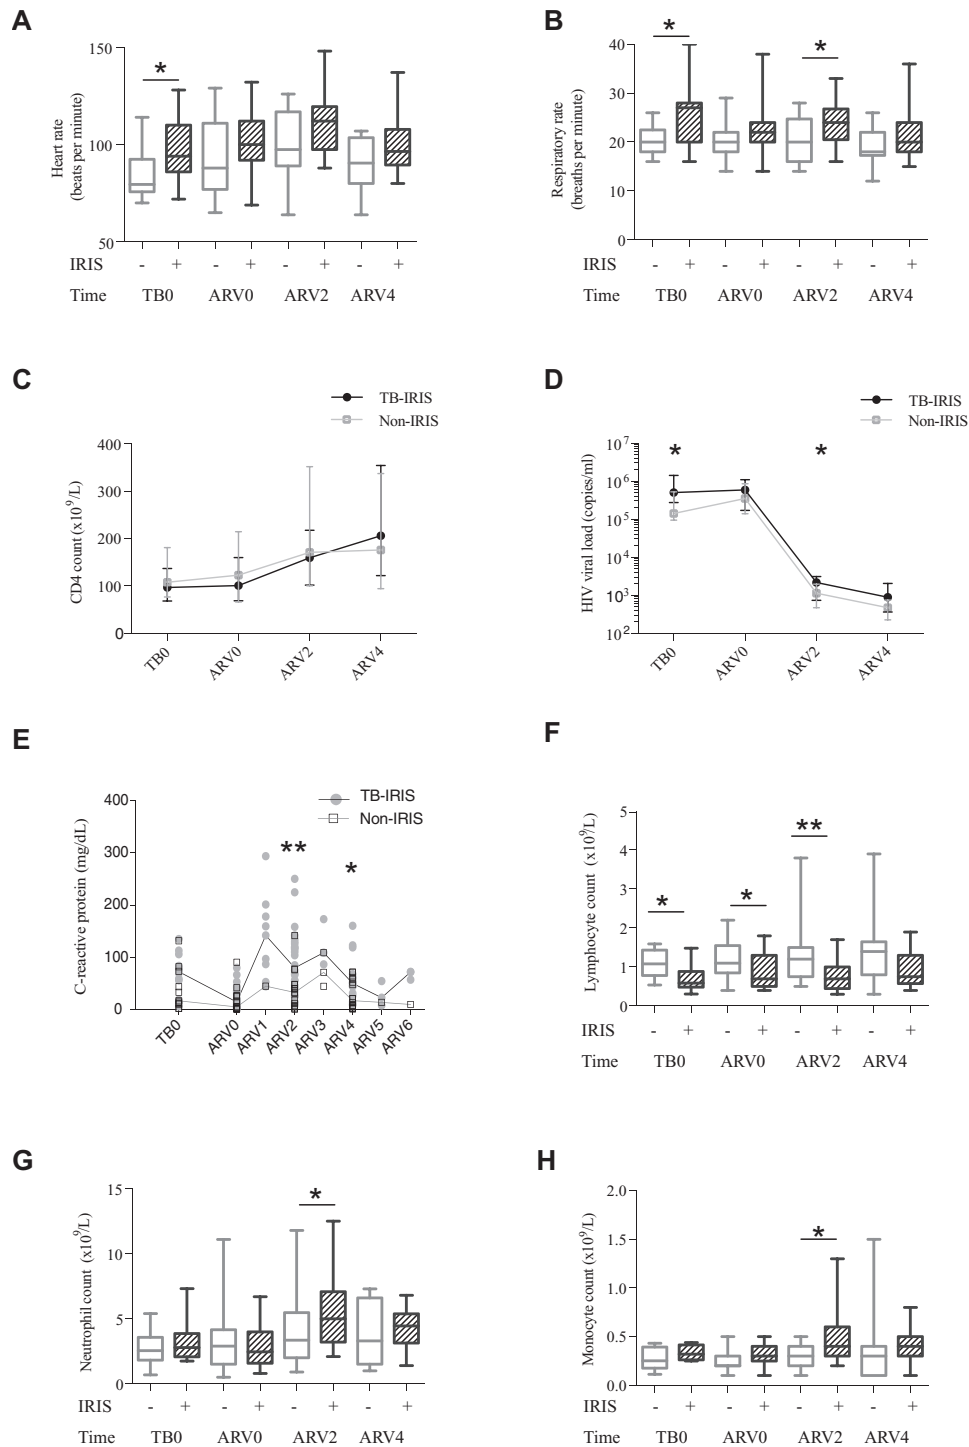 A
150
100
50
Heart rate
(beats per minute)
*
IRIS - + - + - + - +
Time TB0 ARV0 ARV2 ARV4
B
40
30
20
10
0
Respiratory rate
(breaths per minute)
* *
IRIS - + - + - + - +
Time TB0 ARV0 ARV2 ARV4
C
TB-IRIS
Non-IRIS
400
300
200
100
0
CD4 count (x10⁹/L)
TB0 ARV0 ARV2 ARV4
D
TB-IRIS
Non-IRIS
10⁷
10⁶
10⁵
10⁴
10³
10²
HIV viral load (copies/ml)
* *
TB0 ARV0 ARV2 ARV4
E
TB-IRIS
Non-IRIS
400
300
200
100
0
C-reactive protein (mg/dL)
** *
TB0 ARV0 ARV1 ARV2 ARV3 ARV4 ARV5 ARV6
F
5
4
3
2
1
0
Lymphocyte count (x10⁹/L)
* * **
IRIS - + - + - + - +
Time TB0 ARV0 ARV2 ARV4
G
15
10
5
0
Neutrophil count (x10⁹/L)
*
IRIS - + - + - + - +
Time TB0 ARV0 ARV2 ARV4
H
2.0
1.5
1.0
0.5
0.0
Monocyte count (x10⁹/L)
*
IRIS - + - + - + - +
Time TB0 ARV0 ARV2 ARV4